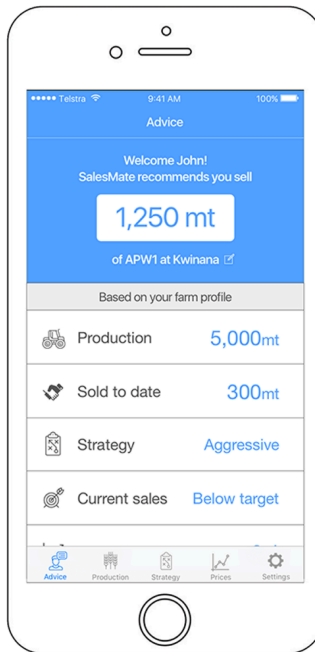 Telstra 9:41 AM 100%
Advice
Welcome John!
SalesMate recommends you sell
1,250 mt
of APW1 at Kwinana
Based on your farm profile
Production 5,000mt
Sold to date 300mt
Strategy Aggressive
Current sales Below target
Advice Production Strategy Prices Settings